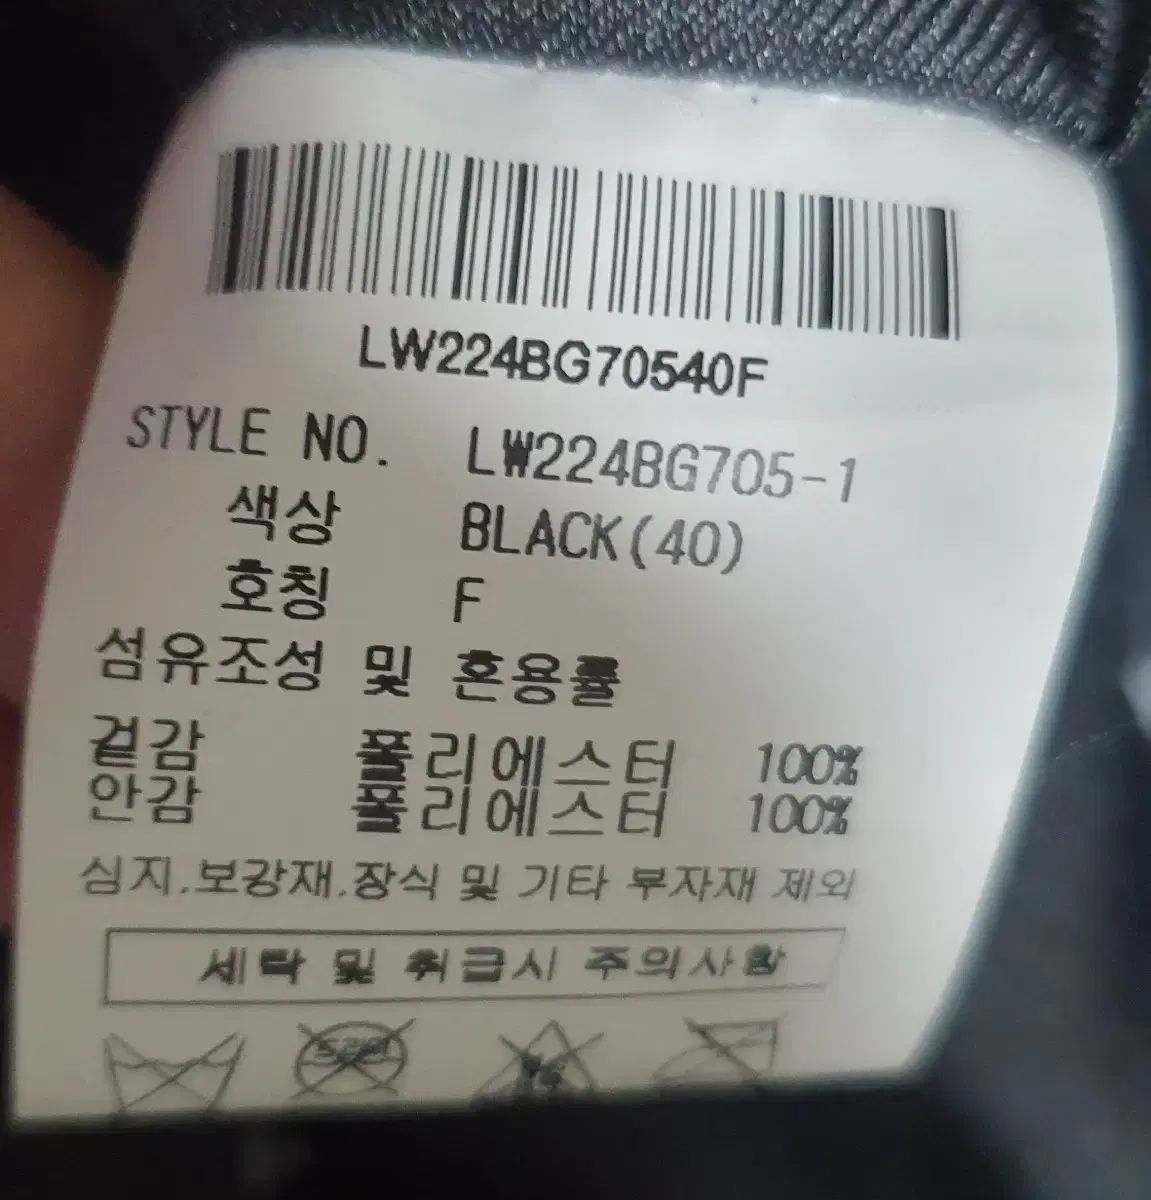 LW224BG70540F
STYLE NO. LW224BG705-1
색상 BLACK(40)
호칭 F
섬유조성 및 혼용률
겉감 폴리에스터 100%
안감 폴리에스터 100%
심지.보강재.장식 및 기타 부자재 제외
세탁 및 취급시 주의사항
드라이